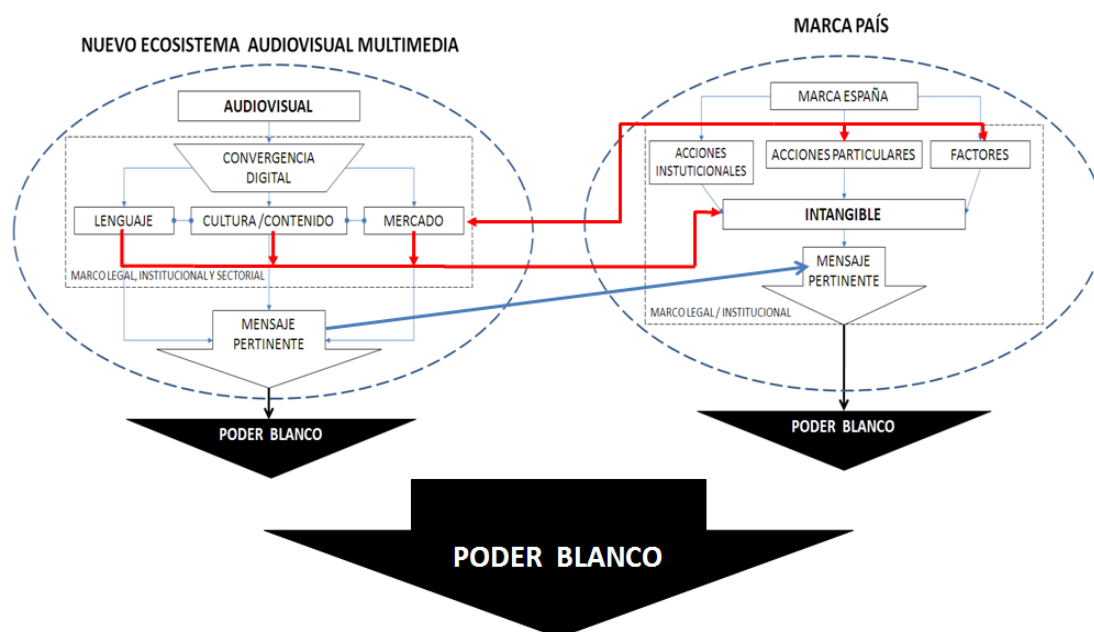 NUEVO ECOSISTEMA AUDIOVISUAL MULTIMEDIA
AUDIOVISUAL
CONVERGENCIA
DIGITAL
LENGUAJE
CULTURA /CONTENIDO
MERCADO
MARCO LEGAL, INSTITUCIONAL Y SECTORIAL
MENSAJE
PERTINENTE
PODER BLANCO
MARCA PAÍS
MARCA ESPAÑA
ACCIONES
INSTUTICIONALES
ACCIONES PARTICULARES
FACTORES
INTANGIBLE
MENSAJE
PERTINENTE
MARCO LEGAL / INSTITUCIONAL
PODER BLANCO
PODER BLANCO